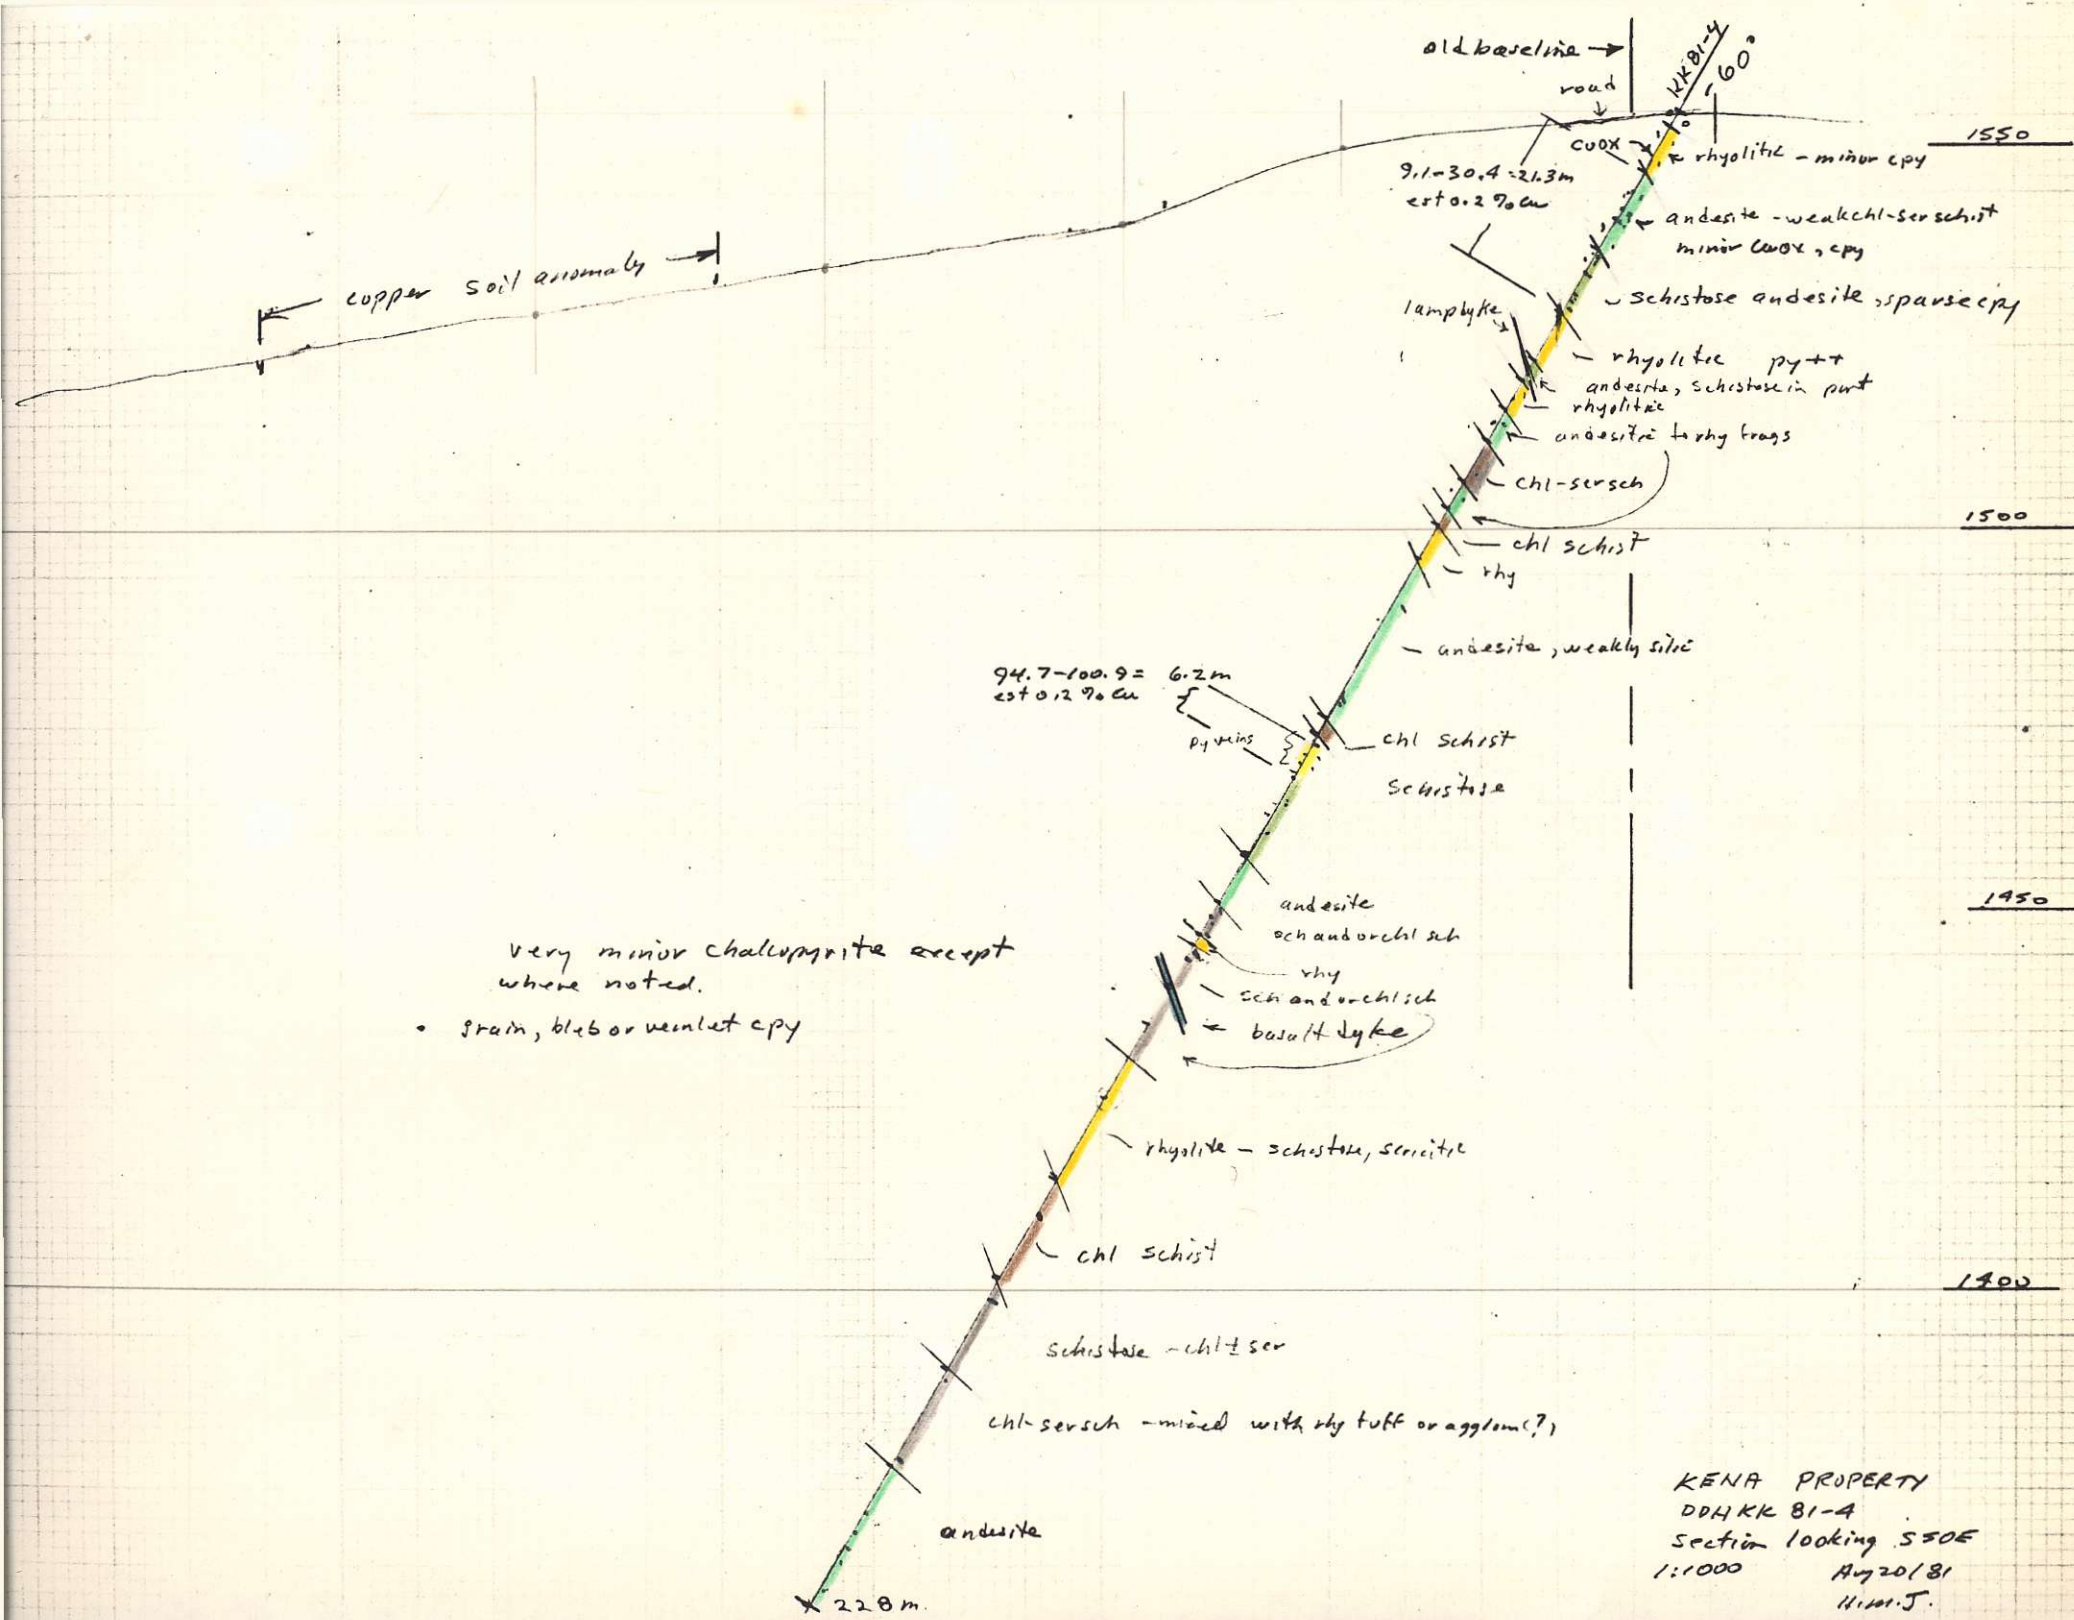 old baseline
road
KK81-4
-60°
1550
cuox
rhyolitic - minor cpy
9.1-30.4 = 21.3m
est 0.2 % cu
andesite - weak chl-ser schist
minor cuox, cpy
copper soil anomaly
schistose andesite, sparse cpy
lamp dyke
rhyolitic py++
andesite, schistose in part
rhyolitic
andesitic to rhy frags
chl-ser sch
1500
chl schist
rhy
andesite, weakly silic
94.7-100.9 = 6.2m
est 0.2 % cu
py veins
chl schist
schistose
1450
andesite
sch and or chl sch
very minor chalcopyrite except
where noted.
rhy
sch and or chl sch
• grain, bleb or veinlet cpy
basalt dyke
rhyolite - schistose, sericitic
chl schist
1400
schistose - chl ± ser
chl-ser sch - mixed with rhy tuff or agglom (?)
KENA PROPERTY
DDH KK 81-4
andesite
section looking S50E
1:1000 Aug 20/81
228 m.
H.M.J.